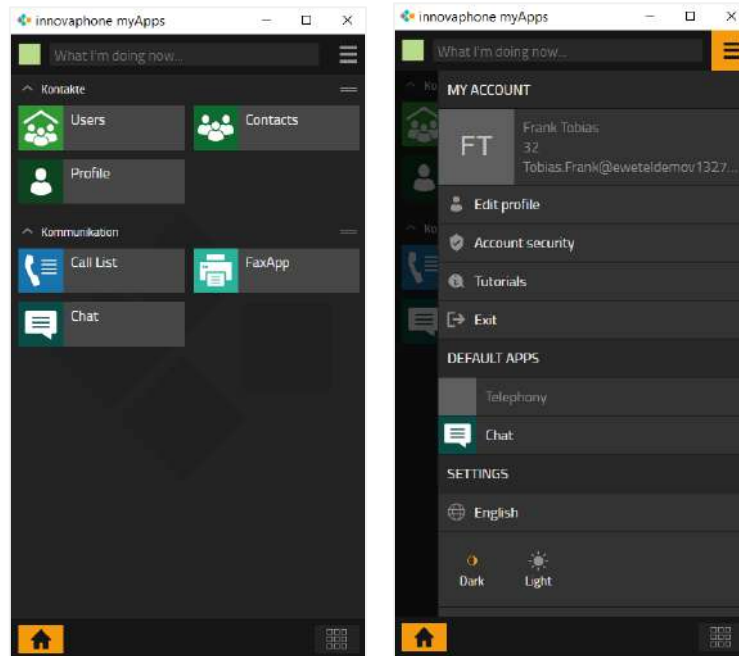 innovaphone myApps
What I'm doing now...
Kontakte
Users
Contacts
Profile
Kommunikation
Call List
FaxApp
Chat
innovaphone myApps
What I'm doing now...
MY ACCOUNT
FT
Frank Tobias
32
Tobias.Frank@eweteldemov1327...
Edit profile
Account security
Tutorials
Exit
DEFAULT APPS
Telephony
Chat
SETTINGS
English
Dark Light